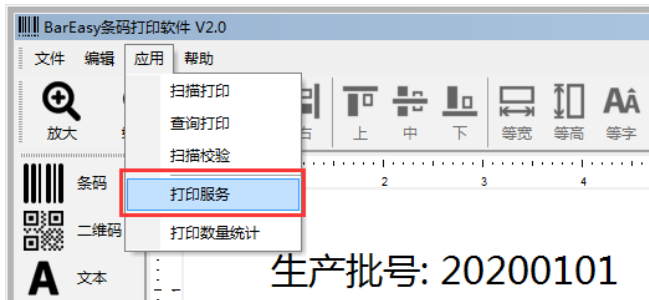 BarEasy条码打印软件 V2.0
文件 编辑 应用 帮助
扫描打印
查询打印
扫描校验
打印服务
打印数量统计
放大 右 上 中 下 等宽 等高 等字
2 3 4
条码
二维码
A 文本
生产批号: 20200101